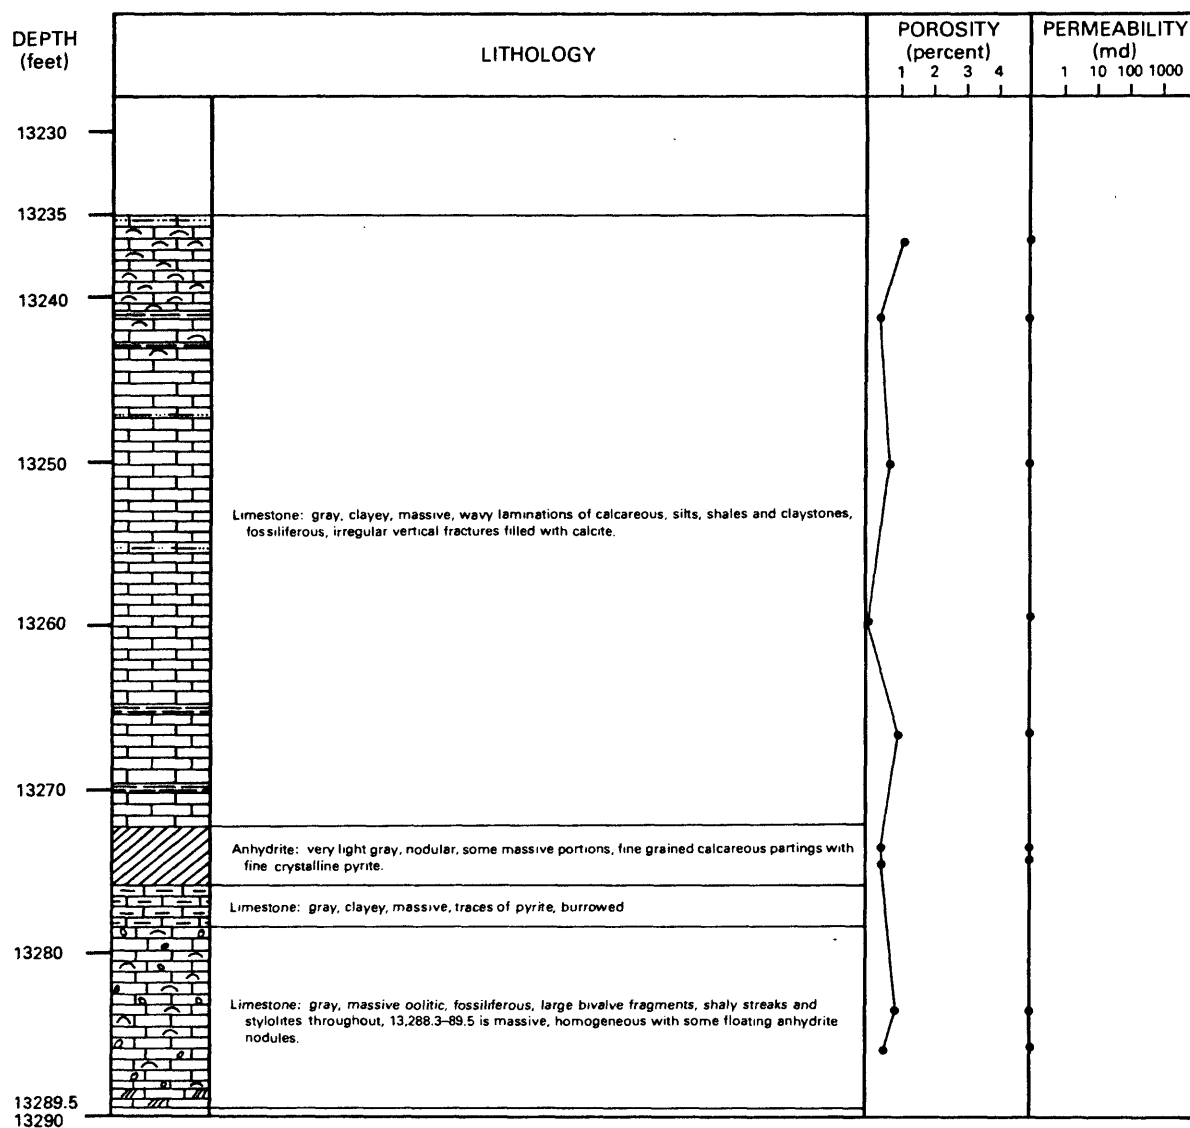 DEPTH
(feet)
LITHOLOGY
POROSITY
(percent)
1 2 3 4
PERMEABILITY
(md)
1 10 100 1000
13230
13235
13240
13250
Limestone: gray, clayey, massive, wavy laminations of calcareous, silts, shales and claystones,
fossiliferous, irregular vertical fractures filled with calcite.
13260
13270
Anhydrite: very light gray, nodular, some massive portions, fine grained calcareous partings with
fine crystalline pyrite.
Limestone: gray, clayey, massive, traces of pyrite, burrowed
13280
Limestone: gray, massive oolitic, fossiliferous, large bivalve fragments, shaly streaks and
stylolites throughout, 13,288.3–89.5 is massive, homogeneous with some floating anhydrite
nodules.
13289.5
13290